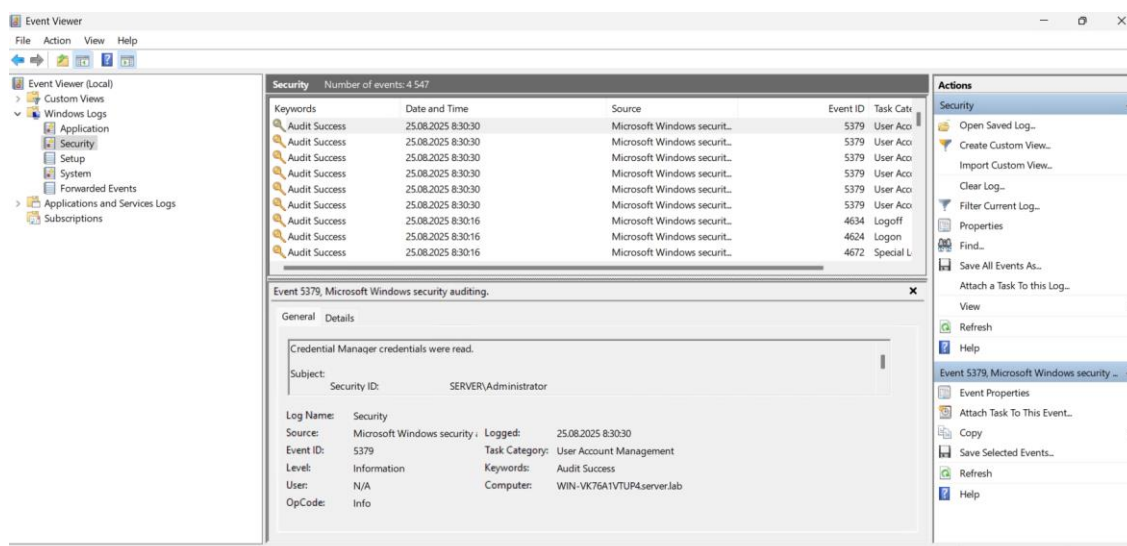 Event Viewer
File Action View Help
Event Viewer (Local)
Custom Views
Windows Logs
Application
Security
Setup
System
Forwarded Events
Applications and Services Logs
Subscriptions
Security Number of events: 4 547
Keywords Date and Time Source Event ID Task Cate
Audit Success 25.08.2025 8:30:30 Microsoft Windows securit... 5379 User Acco
Audit Success 25.08.2025 8:30:30 Microsoft Windows securit... 5379 User Acco
Audit Success 25.08.2025 8:30:30 Microsoft Windows securit... 5379 User Acco
Audit Success 25.08.2025 8:30:30 Microsoft Windows securit... 5379 User Acco
Audit Success 25.08.2025 8:30:30 Microsoft Windows securit... 5379 User Acco
Audit Success 25.08.2025 8:30:30 Microsoft Windows securit... 5379 User Acco
Audit Success 25.08.2025 8:30:16 Microsoft Windows securit... 4634 Logoff
Audit Success 25.08.2025 8:30:16 Microsoft Windows securit... 4624 Logon
Audit Success 25.08.2025 8:30:16 Microsoft Windows securit... 4672 Special L
Event 5379, Microsoft Windows security auditing.
General Details
Credential Manager credentials were read.
Subject:
Security ID: SERVER\Administrator
Log Name: Security
Source: Microsoft Windows security Logged: 25.08.2025 8:30:30
Event ID: 5379 Task Category: User Account Management
Level: Information Keywords: Audit Success
User: N/A Computer: WIN-VK76A1VTUP4.server.lab
OpCode: Info
Actions
Security
Open Saved Log...
Create Custom View...
Import Custom View...
Clear Log...
Filter Current Log...
Properties
Find...
Save All Events As...
Attach a Task To this Log...
View
Refresh
Help
Event 5379, Microsoft Windows security ...
Event Properties
Attach Task To This Event...
Copy
Save Selected Events...
Refresh
Help